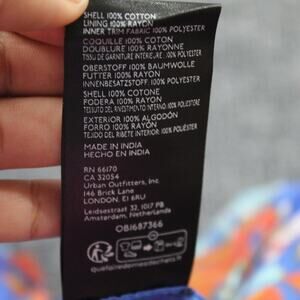 SHELL 100% COTTON
LINING 100% RAYON
INNER TRIM FABRIC 100% POLYESTER
COQUILLE 100% COTON
DOUBLURE 100% RAYONNE
TISSU DE GARNITURE INTERIEURE : 100% POLYESTER
OBERSTOFF 100% BAUMWOLLE
FUTTER 100% RAYON
INNENBESATZSTOFF 100% POLYESTER
SHELL 100% COTONE
FODERA 100% RAYON
TESSUTO DEL RIVESTIMENTO INTERNO 100% POLIESTERE
EXTERIOR 100% ALGODÓN
FORRO 100% RAYÓN
TEJIDO DEL RIBETE INTERIOR: 100% POLIÉSTER
MADE IN INDIA
HECHO EN INDIA
RN 66170
CA 32054
Urban Outfitters, Inc
146 Brick Lane
LONDON, E1 6RU
Leidsestraat 32, 1017 PB
Amsterdam, Netherlands
OB1687366
quefairedemesdechets.fr